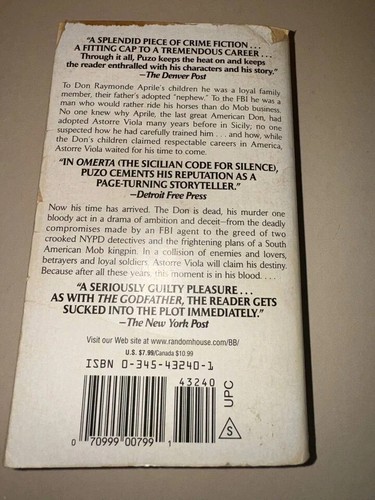 "A SPLENDID PIECE OF CRIME FICTION . . .
A FITTING CAP TO A TREMENDOUS CAREER . . .
Through it all, Puzo keeps the heat on and keeps
the reader enthralled with his characters and his story."
—The Denver Post
To Don Raymonde Aprile's children he was a loyal family
member, their father's adopted "nephew." To the FBI he was a
man who would rather ride his horses than do Mob business.
No one knew why Aprile, the last great American Don, had
adopted Astorre Viola many years before in Sicily; no one
suspected how he had carefully trained him . . . and how, while
the Don's children claimed respectable careers in America,
Astorre Viola waited for his time to come.
"IN OMERTA (THE SICILIAN CODE FOR SILENCE),
PUZO CEMENTS HIS REPUTATION AS A
PAGE-TURNING STORYTELLER."
—Detroit Free Press
Now his time has arrived. The Don is dead, his murder one
bloody act in a drama of ambition and deceit—from the deadly
compromises made by an FBI agent to the greed of two
crooked NYPD detectives and the frightening plans of a South
American Mob kingpin. In a collision of enemies and lovers,
betrayers and loyal soldiers, Astorre Viola will claim his destiny.
Because after all these years, this moment is in his blood. . . .
"A SERIOUSLY GUILTY PLEASURE . . .
AS WITH THE GODFATHER, THE READER GETS
SUCKED INTO THE PLOT IMMEDIATELY."
—The New York Post
Visit our Web site at www.randomhouse.com/BB/
U.S. $7.99/Canada $10.99
ISBN 0-345-43240-1
43240
UPC
S
0 70999 00799 1